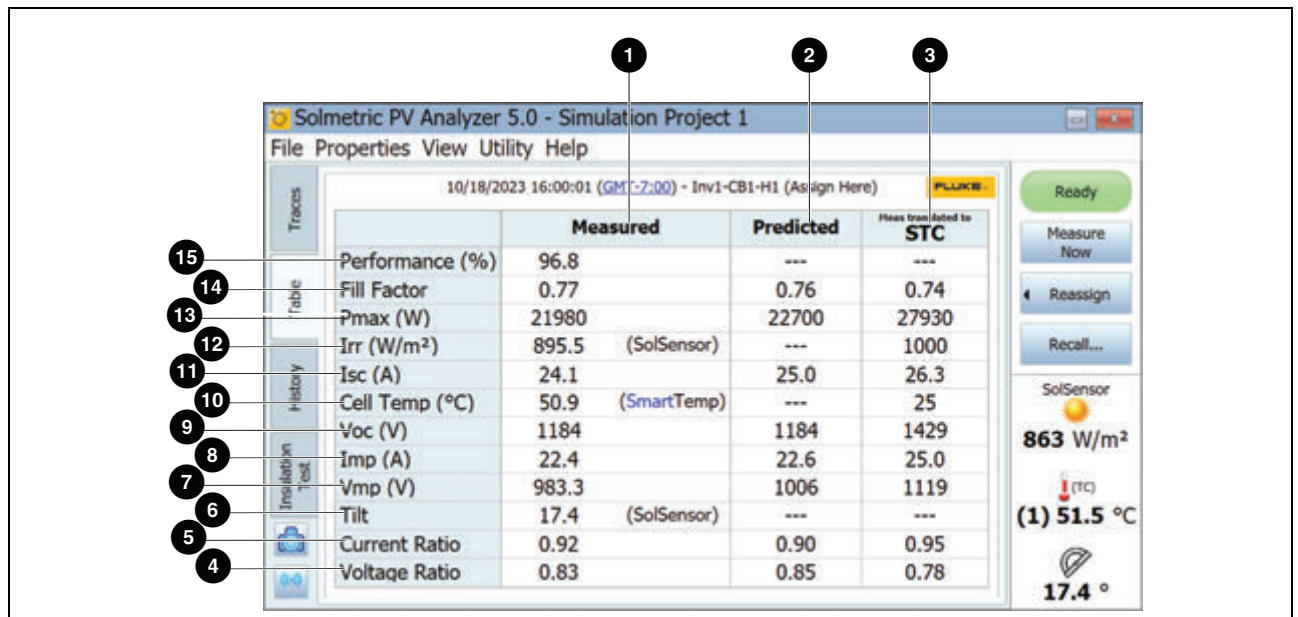 1 2 3
Solmetric PV Analyzer 5.0 - Simulation Project 1
File Properties View Utility Help
Traces
Table
History
Insulation
Test
10/18/2023 16:00:01 (GMT-7:00) - Inv1-CB1-H1 (Assign Here) FLUKE
Measured Predicted Meas translated to
STC
15 Performance (%) 96.8 --- ---
14 Fill Factor 0.77 0.76 0.74
13 Pmax (W) 21980 22700 27930
12 Irr (W/m²) 895.5 (SolSensor) --- 1000
11 Isc (A) 24.1 25.0 26.3
10 Cell Temp (°C) 50.9 (SmartTemp) --- 25
9 Voc (V) 1184 1184 1429
8 Imp (A) 22.4 22.6 25.0
7 Vmp (V) 983.3 1006 1119
6 Tilt 17.4 (SolSensor) --- ---
5 Current Ratio 0.92 0.90 0.95
4 Voltage Ratio 0.83 0.85 0.78
Ready
Measure
Now
Reassign
Recall...
SolSensor
863 W/m²
(TC)
(1) 51.5 °C
17.4 °